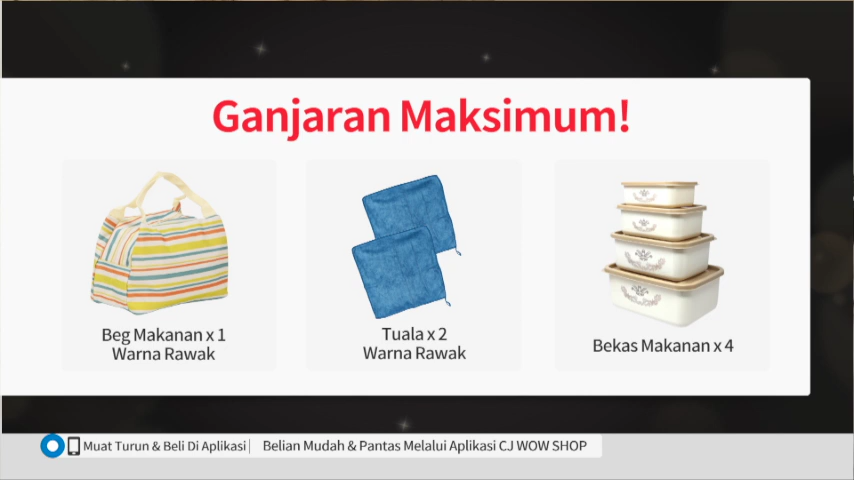 Ganjaran Maksimum!
Beg Makanan x 1
Warna Rawak
Tuala x 2
Warna Rawak
Bekas Makanan x 4
Muat Turun & Beli Di Aplikasi | Belian Mudah & Pantas Melalui Aplikasi CJ WOW SHOP